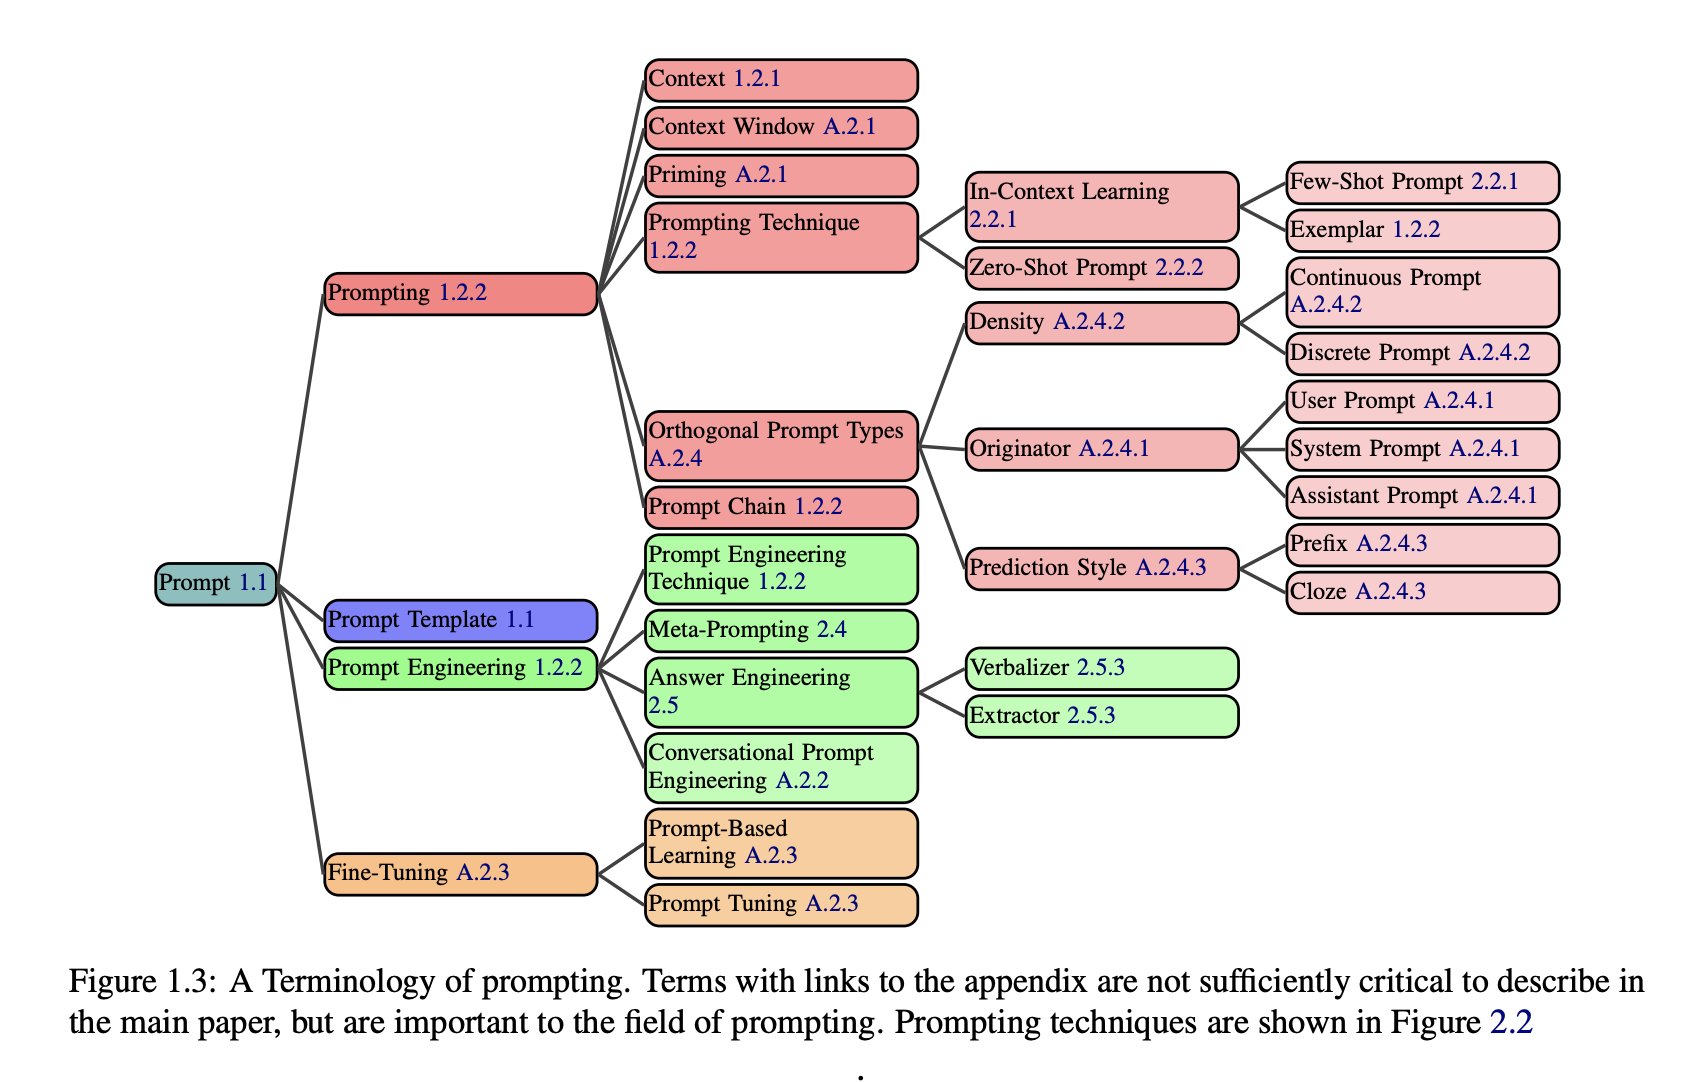 Context 1.2.1
Context Window A.2.1
Priming A.2.1
Prompting Technique
1.2.2
In-Context Learning
2.2.1
Few-Shot Prompt 2.2.1
Exemplar 1.2.2
Zero-Shot Prompt 2.2.2
Continuous Prompt
A.2.4.2
Prompting 1.2.2
Density A.2.4.2
Discrete Prompt A.2.4.2
User Prompt A.2.4.1
Orthogonal Prompt Types
A.2.4
Originator A.2.4.1
System Prompt A.2.4.1
Assistant Prompt A.2.4.1
Prompt Chain 1.2.2
Prefix A.2.4.3
Prediction Style A.2.4.3
Cloze A.2.4.3
Prompt 1.1
Prompt Engineering
Technique 1.2.2
Prompt Template 1.1
Meta-Prompting 2.4
Prompt Engineering 1.2.2
Answer Engineering
2.5
Verbalizer 2.5.3
Extractor 2.5.3
Conversational Prompt
Engineering A.2.2
Prompt-Based
Learning A.2.3
Fine-Tuning A.2.3
Prompt Tuning A.2.3
Figure 1.3: A Terminology of prompting. Terms with links to the appendix are not sufficiently critical to describe in
the main paper, but are important to the field of prompting. Prompting techniques are shown in Figure 2.2
.